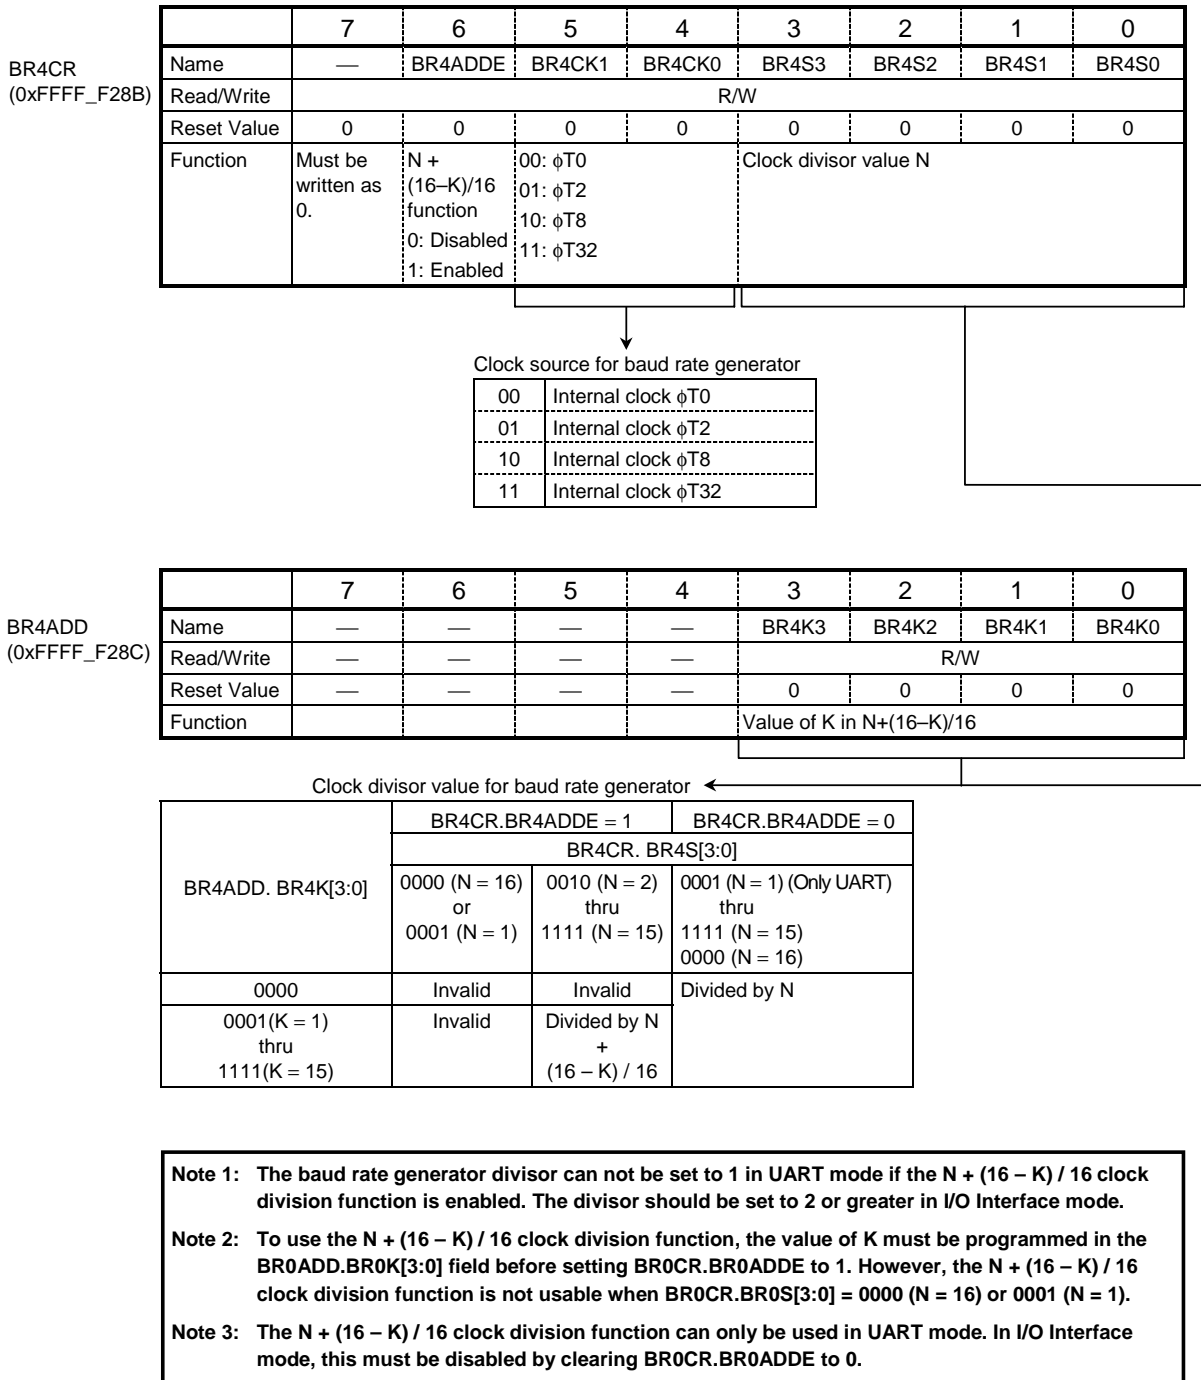 7 6 5 4 3 2 1 0
BR4CR
(0xFFFF_F28B)
Name — BR4ADDE BR4CK1 BR4CK0 BR4S3 BR4S2 BR4S1 BR4S0
Read/Write R/W
Reset Value 0 0 0 0 0 0 0 0
Function
Must be
written as
0.
N +
(16–K)/16
function
0: Disabled
1: Enabled
00: ϕT0
01: ϕT2
10: ϕT8
11: ϕT32
Clock divisor value N
Clock source for baud rate generator
00 Internal clock ϕT0
01 Internal clock ϕT2
10 Internal clock ϕT8
11 Internal clock ϕT32
7 6 5 4 3 2 1 0
BR4ADD
(0xFFFF_F28C)
Name — — — — BR4K3 BR4K2 BR4K1 BR4K0
Read/Write — — — — R/W
Reset Value — — — — 0 0 0 0
Function Value of K in N+(16–K)/16
Clock divisor value for baud rate generator
BR4ADD. BR4K[3:0]
BR4CR.BR4ADDE = 1 BR4CR.BR4ADDE = 0
BR4CR. BR4S[3:0]
0000 (N = 16)
or
0001 (N = 1)
0010 (N = 2)
thru
1111 (N = 15)
0001 (N = 1) (Only UART)
thru
1111 (N = 15)
0000 (N = 16)
0000 Invalid Invalid Divided by N
0001(K = 1)
thru
1111(K = 15)
Invalid
Divided by N
+
(16 – K) / 16
Note 1: The baud rate generator divisor can not be set to 1 in UART mode if the N + (16 – K) / 16 clock
division function is enabled. The divisor should be set to 2 or greater in I/O Interface mode.
Note 2: To use the N + (16 – K) / 16 clock division function, the value of K must be programmed in the
BR0ADD.BR0K[3:0] field before setting BR0CR.BR0ADDE to 1. However, the N + (16 – K) / 16
clock division function is not usable when BR0CR.BR0S[3:0] = 0000 (N = 16) or 0001 (N = 1).
Note 3: The N + (16 – K) / 16 clock division function can only be used in UART mode. In I/O Interface
mode, this must be disabled by clearing BR0CR.BR0ADDE to 0.